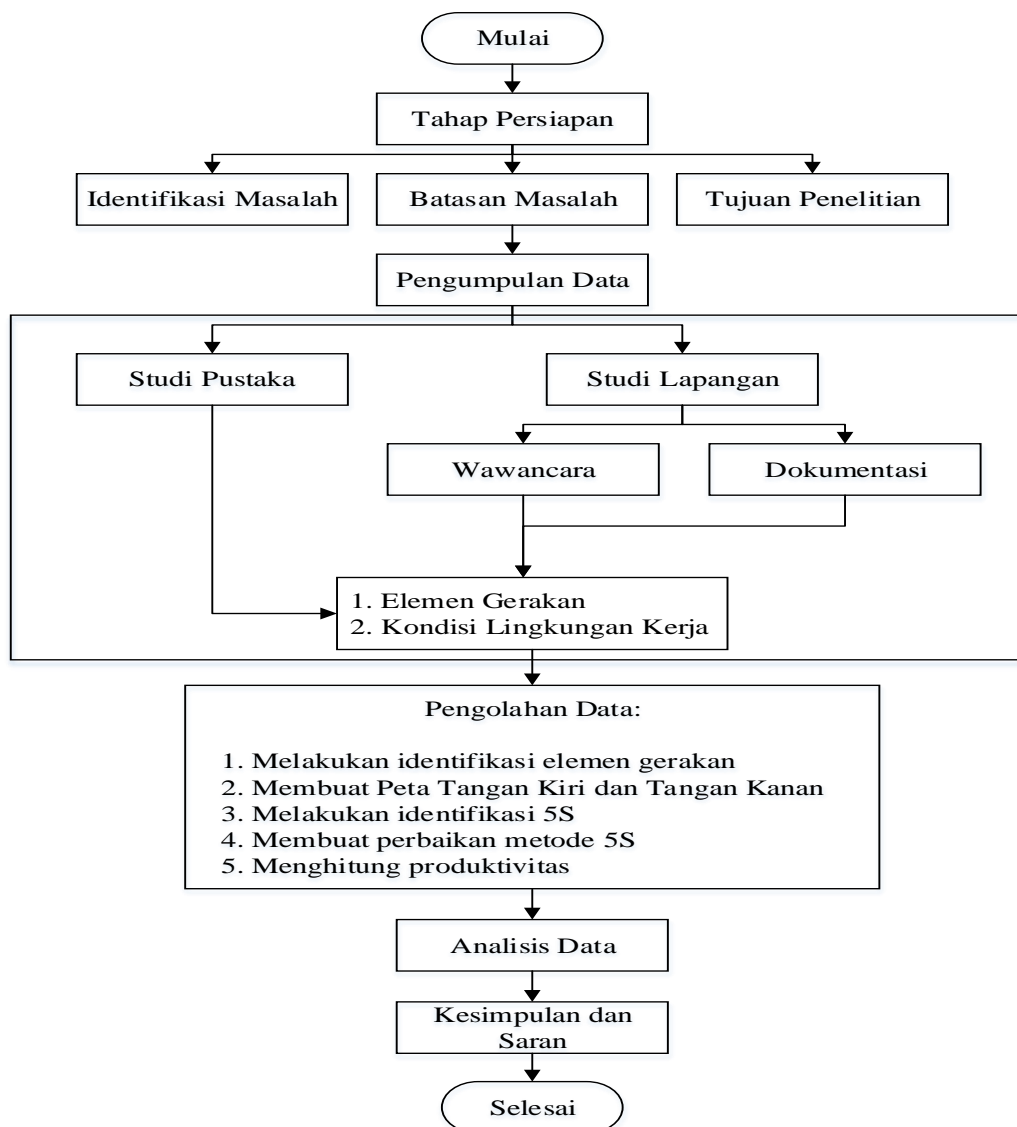 Mulai
Tahap Persiapan
Identifikasi Masalah
Batasan Masalah
Tujuan Penelitian
Pengumpulan Data
Studi Pustaka
Studi Lapangan
Wawancara
Dokumentasi
1. Elemen Gerakan
2. Kondisi Lingkungan Kerja
Pengolahan Data:
1. Melakukan identifikasi elemen gerakan
2. Membuat Peta Tangan Kiri dan Tangan Kanan
3. Melakukan identifikasi 5S
4. Membuat perbaikan metode 5S
5. Menghitung produktivitas
Analisis Data
Kesimpulan dan
Saran
Selesai